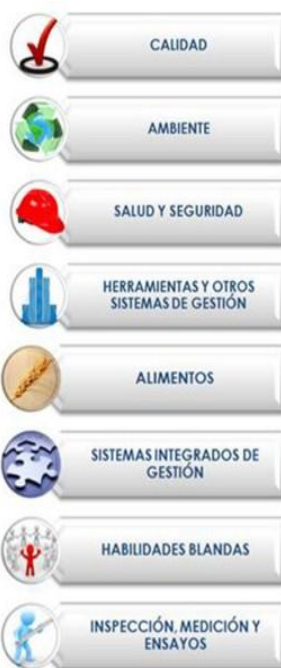 CALIDAD
AMBIENTE
SALUD Y SEGURIDAD
HERRAMIENTAS Y OTROS
SISTEMAS DE GESTIÓN
ALIMENTOS
SISTEMAS INTEGRADOS DE
GESTIÓN
HABILIDADES BLANDAS
INSPECCIÓN, MEDICIÓN Y
ENSAYOS